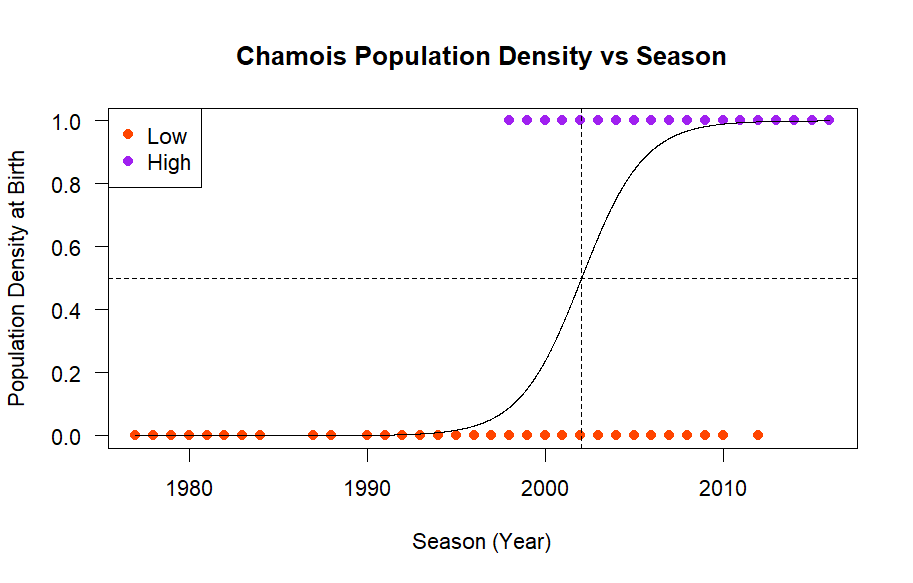 Chamois Population Density vs Season
Low
High
Population Density at Birth
1.0
0.8
0.6
0.4
0.2
0.0
1980 1990 2000 2010
Season (Year)